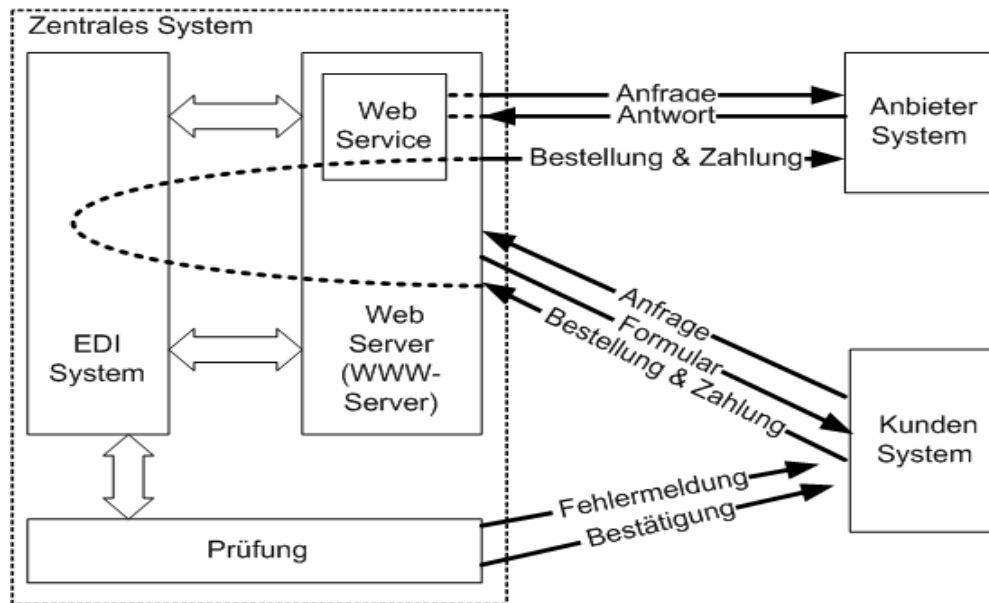 Zentrales System
Web
Service
Anfrage
Antwort
Bestellung & Zahlung
Anbieter
System
EDI
System
Web
Server
(WWW-
Server)
Anfrage
Formular
Bestellung & Zahlung
Kunden
System
Fehlermeldung
Bestätigung
Prüfung